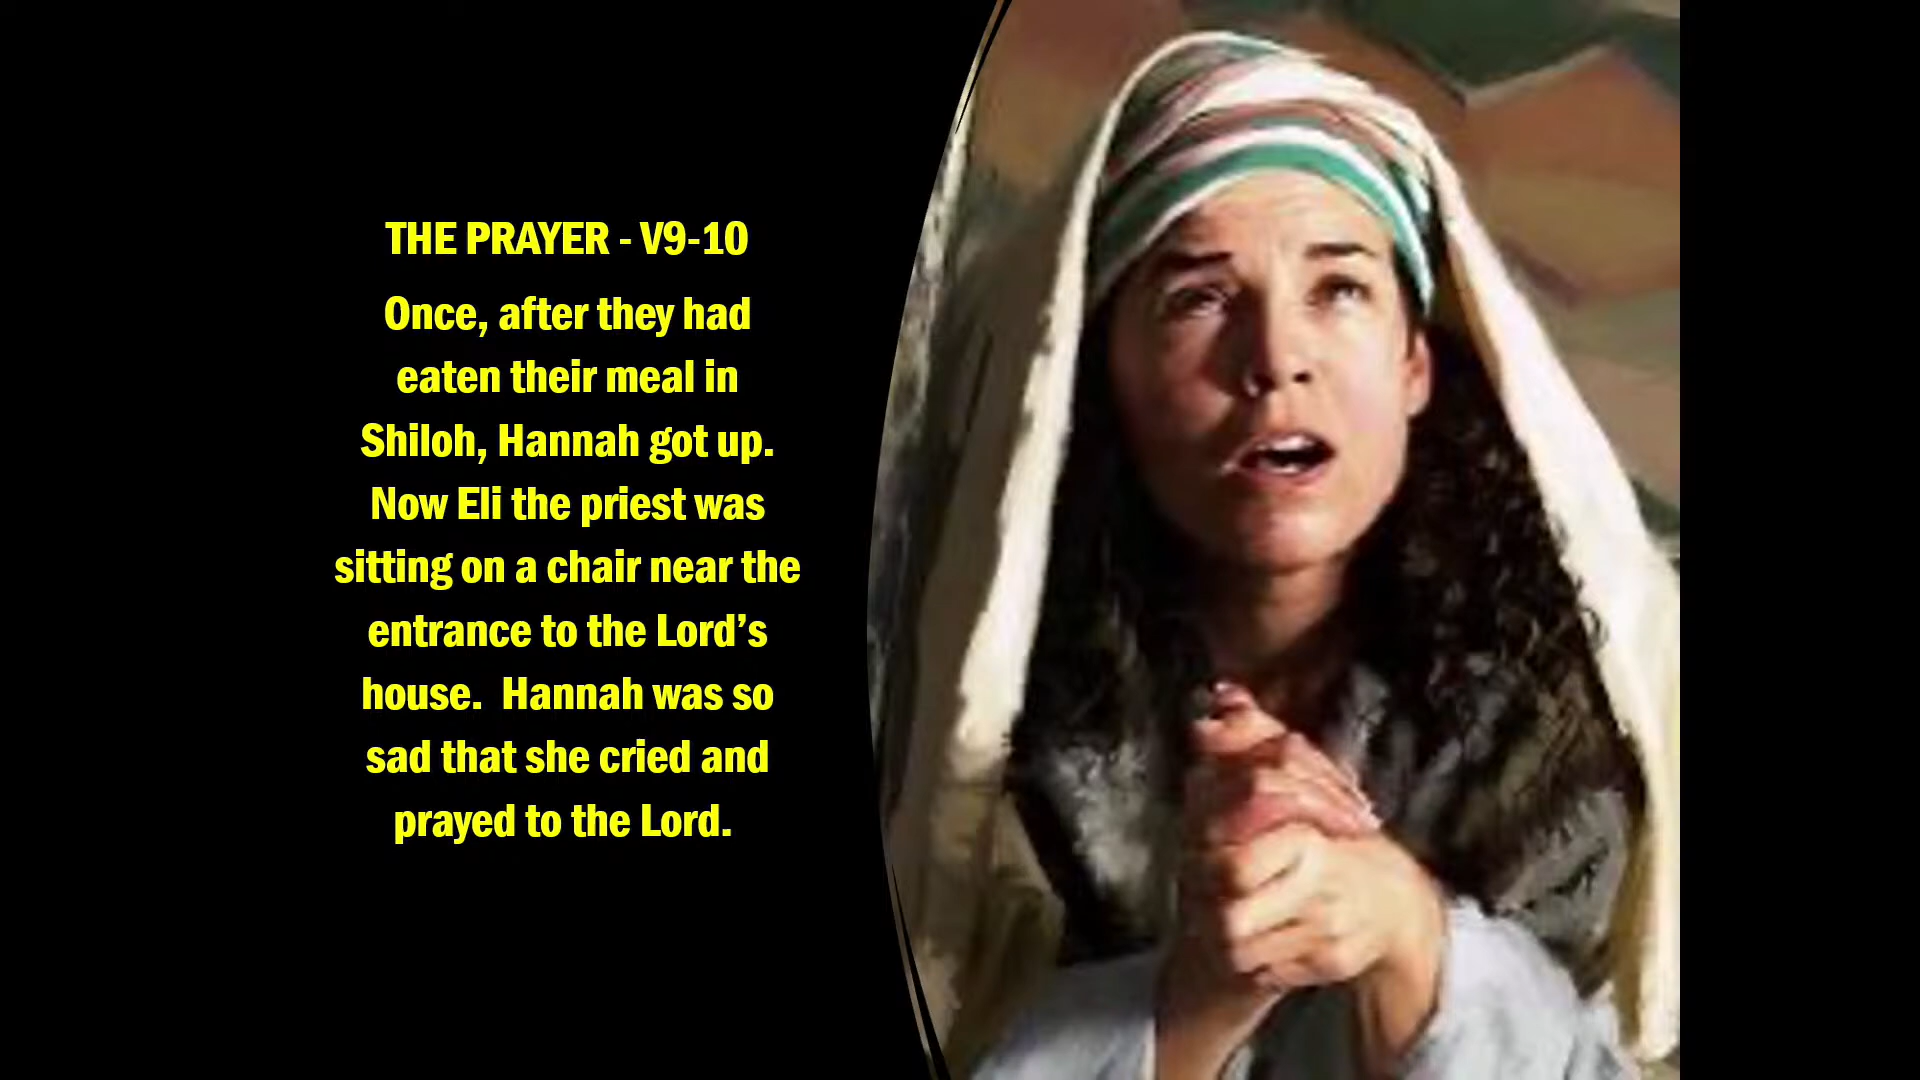 THE PRAYER - V9-10
Once, after they had
eaten their meal in
Shiloh, Hannah got up.
Now Eli the priest was
sitting on a chair near the
entrance to the Lord’s
house.  Hannah was so
sad that she cried and
prayed to the Lord.